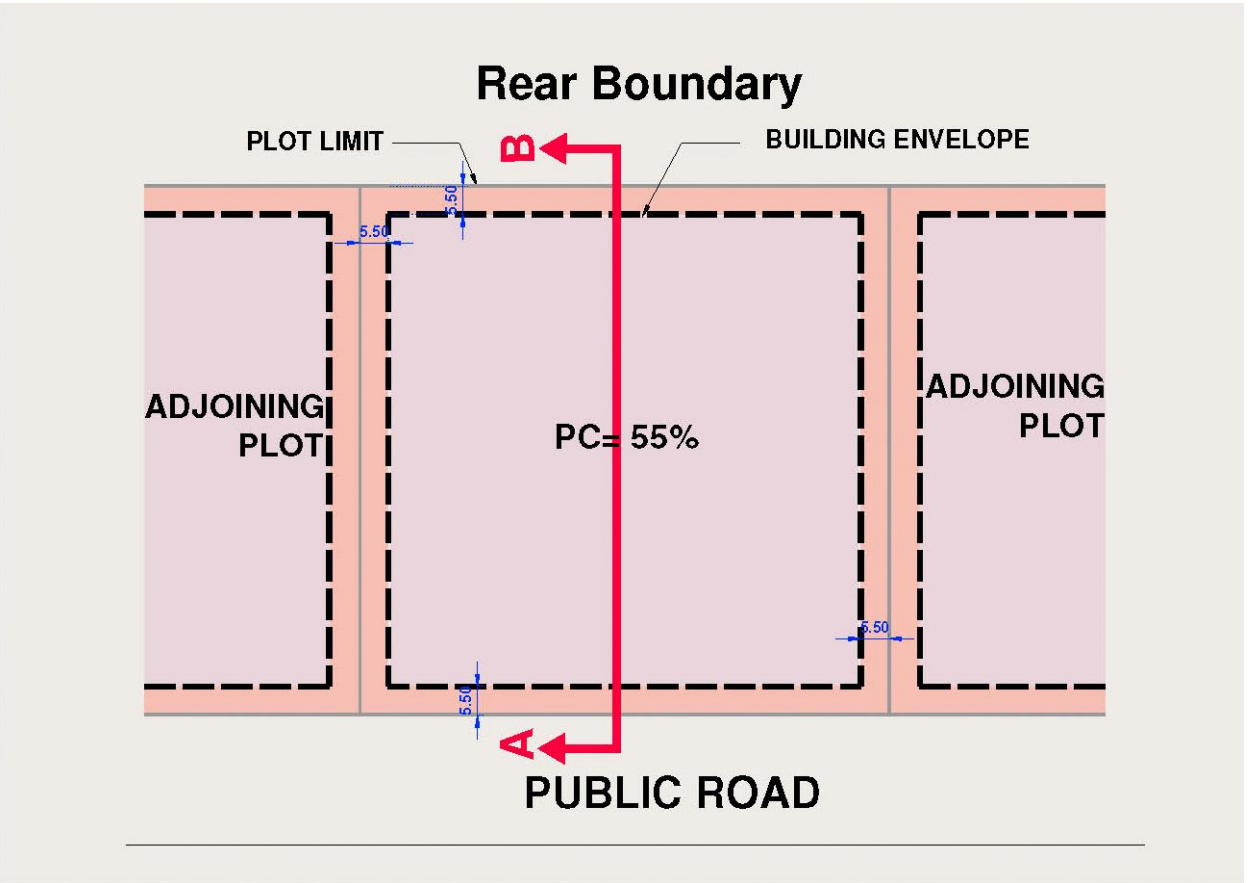 Rear Boundary
PLOT LIMIT
B
BUILDING ENVELOPE
5.50
5.50
ADJOINING
PLOT
PC= 55%
ADJOINING
PLOT
5.50
5.50
A
PUBLIC ROAD